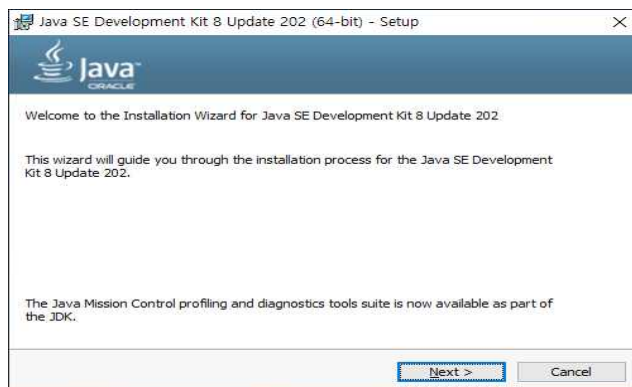 Java SE Development Kit 8 Update 202 (64-bit) - Setup
Java
ORACLE
Welcome to the Installation Wizard for Java SE Development Kit 8 Update 202
This wizard will guide you through the installation process for the Java SE Development
Kit 8 Update 202.
The Java Mission Control profiling and diagnostics tools suite is now available as part of
the JDK.
Next >
Cancel